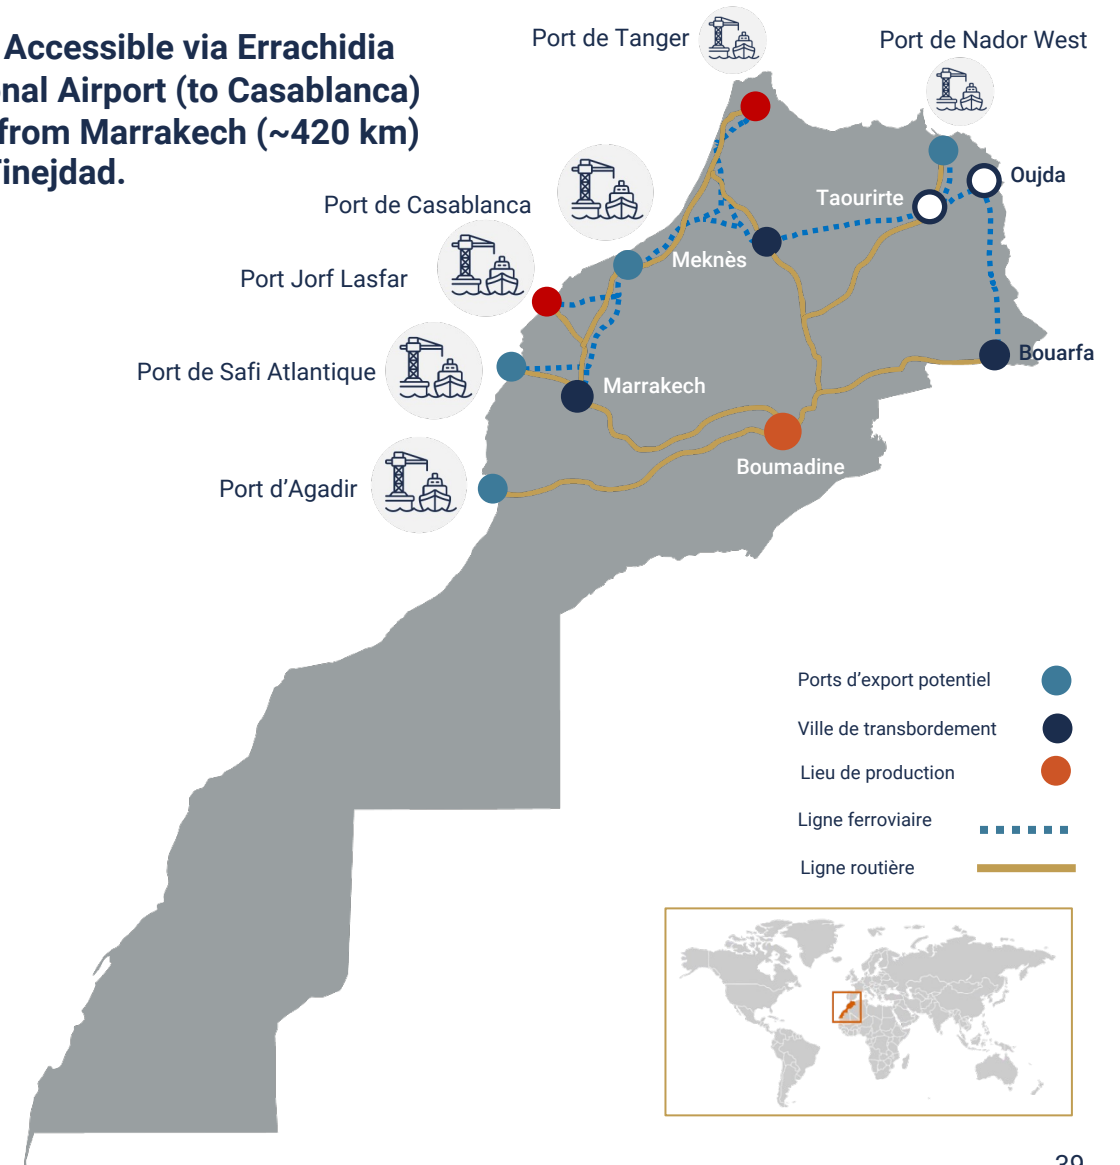 Accessible via Errachidia
nal Airport (to Casablanca)
from Marrakech (~420 km)
inejdad.
Port de Tanger
Port de Nador West
Oujda
Taourirte
Port de Casablanca
Meknès
Port Jorf Lasfar
Bouarfa
Port de Safi Atlantique
Marrakech
Boumadine
Port d’Agadir
Ports d’export potentiel
Ville de transbordement
Lieu de production
Ligne ferroviaire
Ligne routière
39